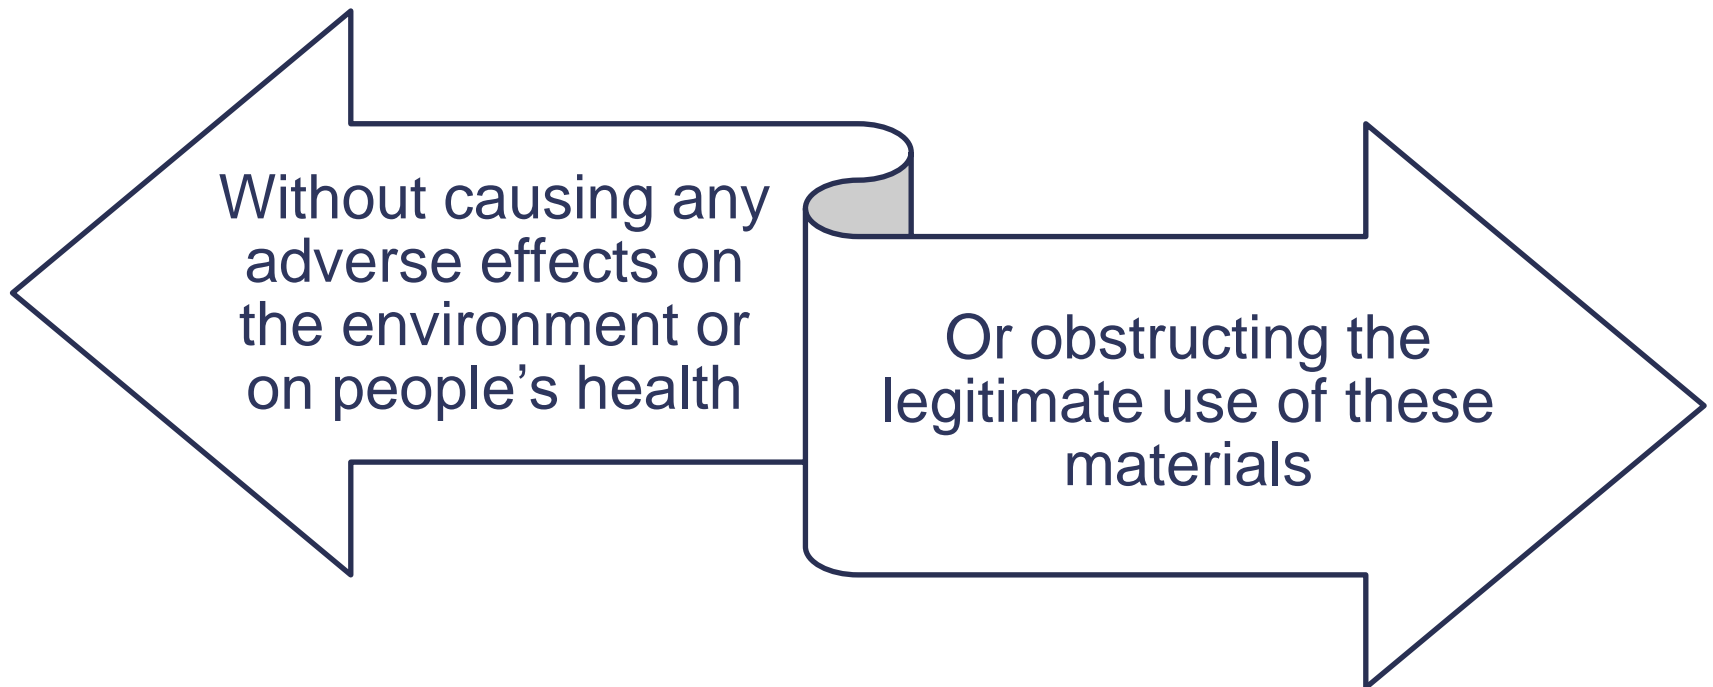 Without causing any
adverse effects on
the environment or
on people’s health
Or obstructing the
legitimate use of these
materials